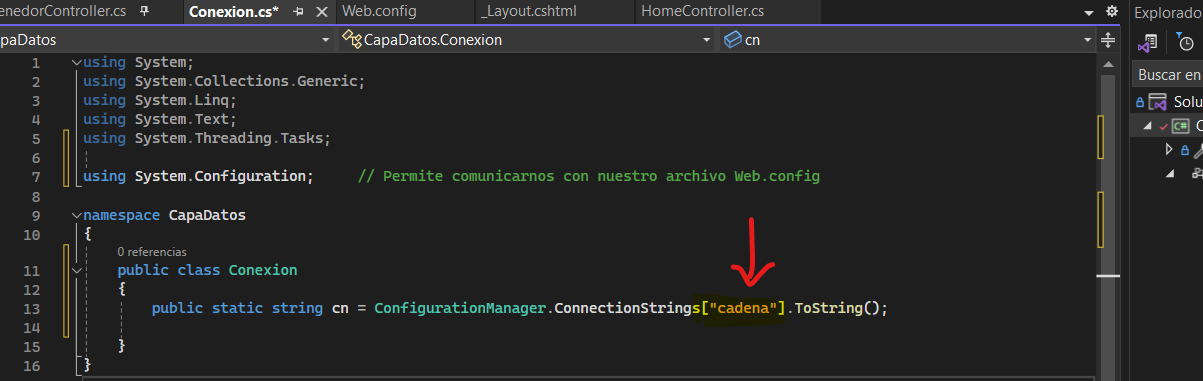 enedorController.cs
Conexion.cs*
Web.config
_Layout.cshtml
HomeController.cs
Explorado
paDatos
CapaDatos.Conexion
cn
Buscar en
Solu
C
1 using System;
2 using System.Collections.Generic;
3 using System.Linq;
4 using System.Text;
5 using System.Threading.Tasks;
6
7 using System.Configuration; // Permite comunicarnos con nuestro archivo Web.config
8
9 namespace CapaDatos
10 {
0 referencias
11 public class Conexion
12 {
13 public static string cn = ConfigurationManager.ConnectionStrings["cadena"].ToString();
14
15 }
16 }